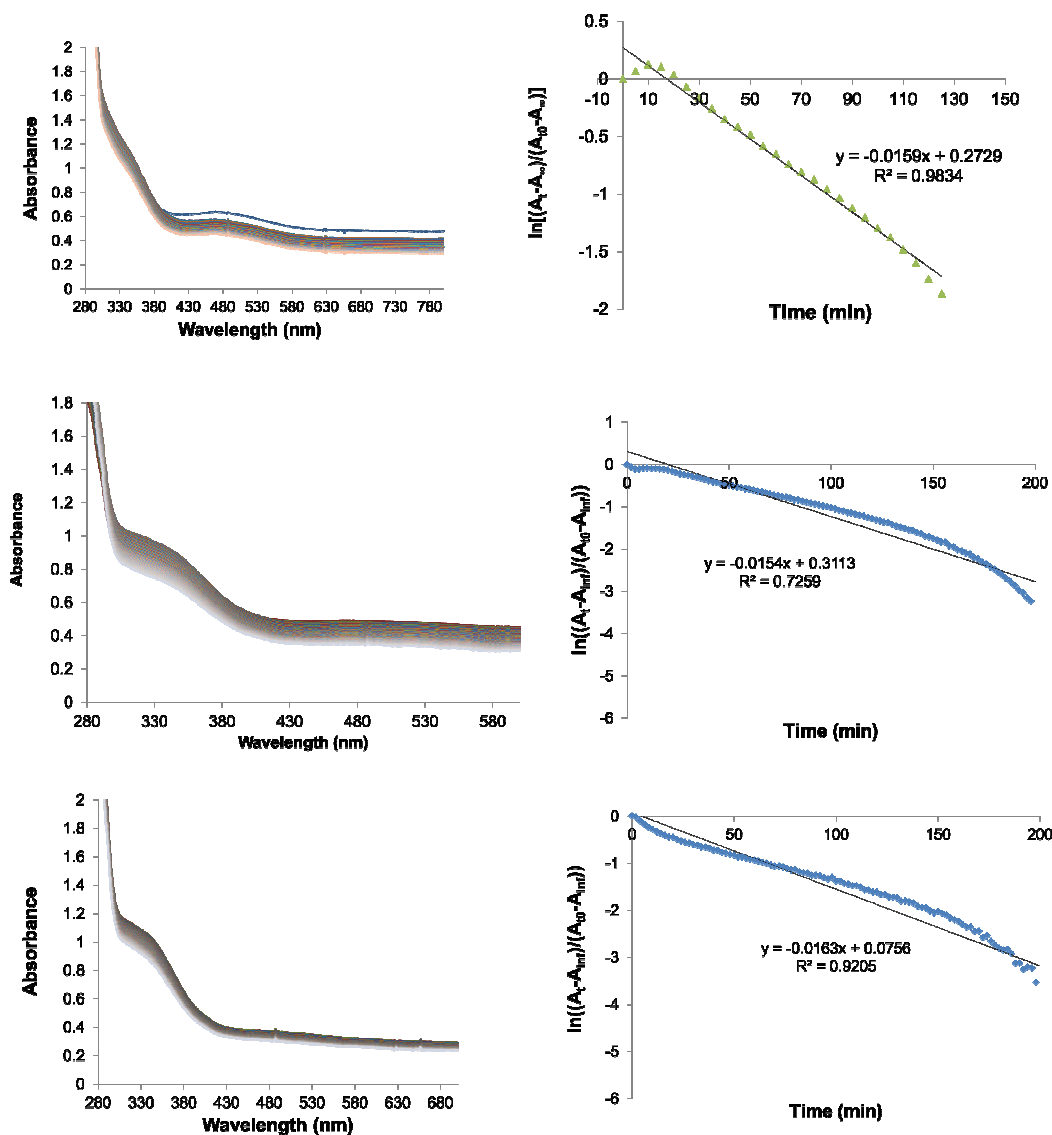 2
1.8
1.6
1.4
1.2
1
0.8
0.6
0.4
0.2
0
Absorbance
280 330 380 430 480 530 580 630 680 730 780
Wavelength (nm)
0.5
0
-0.5
-1
-1.5
-2
-10 10 30 50 70 90 110 130 150
ln[(At-A∞)/(At0-A∞)]
y = -0.0159x + 0.2729
R² = 0.9834
Time (min)
1.8
1.6
1.4
1.2
1
0.8
0.6
0.4
0.2
0
Absorbance
280 330 380 430 480 530 580
Wavelength (nm)
1
0
-1
-2
-3
-4
-5
-6
0 50 100 150 200
ln((At-Ainf)/(At0-Ainf))
y = -0.0154x + 0.3113
R² = 0.7259
Time (min)
2
1.8
1.6
1.4
1.2
1
0.8
0.6
0.4
0.2
0
Absorbance
280 330 380 430 480 530 580 630 680
Wavelength (nm)
0
-1
-2
-3
-4
-5
-6
0 50 100 150 200
ln((At-Ainf)/(At0-Ainf))
y = -0.0163x + 0.0756
R² = 0.9205
Time (min)